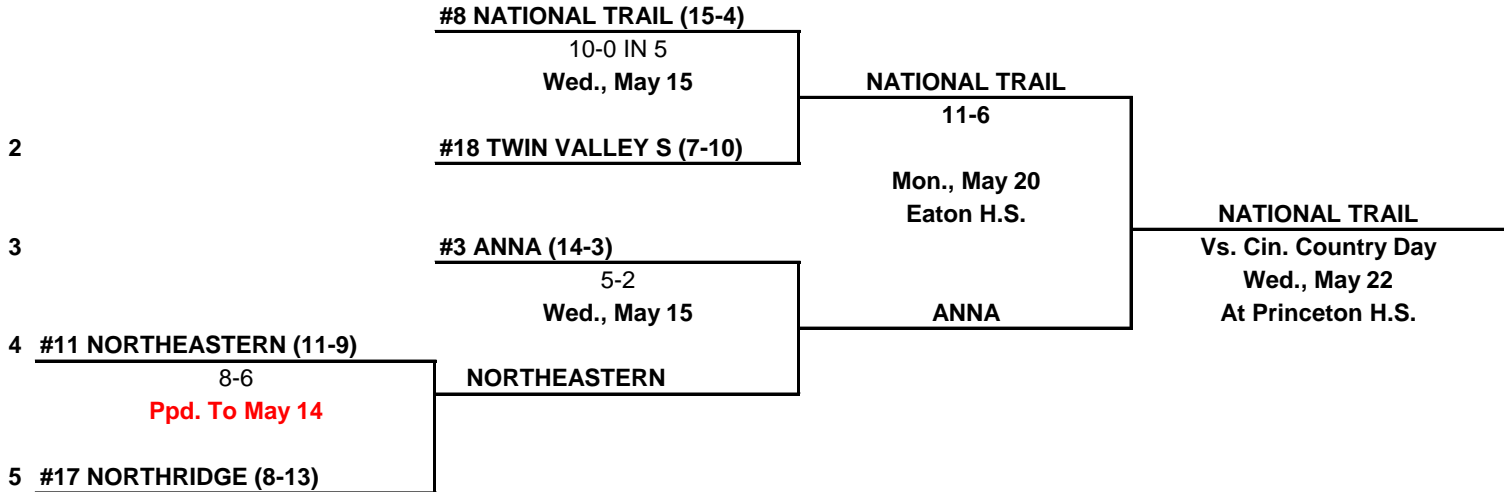 #8 NATIONAL TRAIL (15-4)
10-0 IN 5
Wed., May 15
NATIONAL TRAIL
11-6
2 #18 TWIN VALLEY S (7-10)
Mon., May 20
Eaton H.S.
NATIONAL TRAIL
3 #3 ANNA (14-3)
Vs. Cin. Country Day
5-2
Wed., May 22
Wed., May 15
ANNA
At Princeton H.S.
4 #11 NORTHEASTERN (11-9)
8-6
NORTHEASTERN
Ppd. To May 14
5 #17 NORTHRIDGE (8-13)